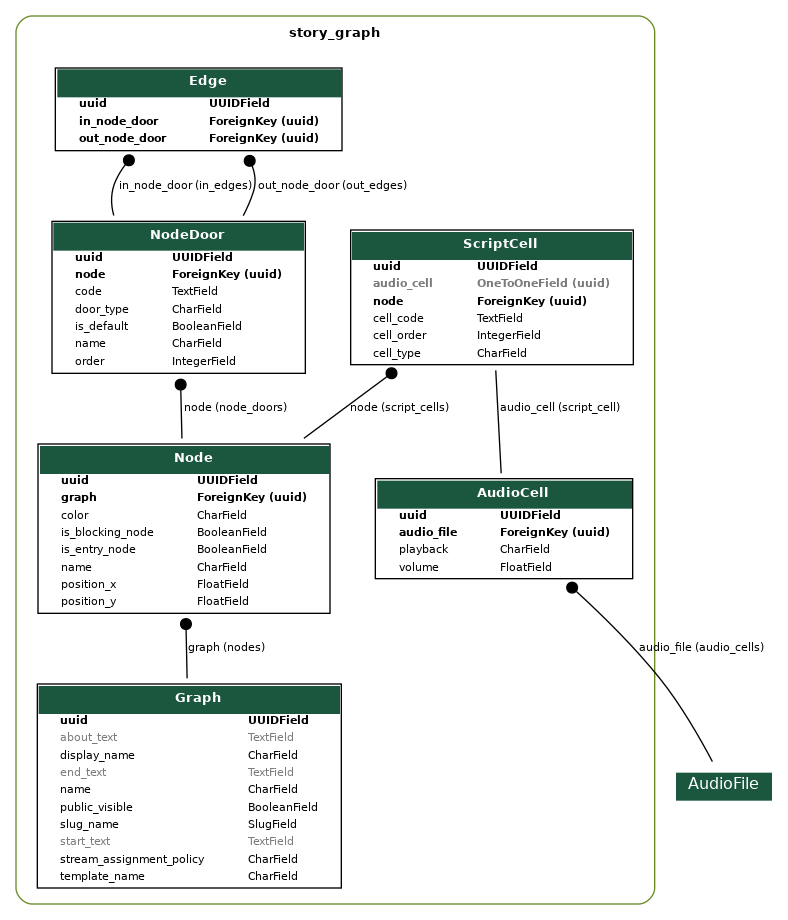 story_graph
Edge
uuid UUIDField
in_node_door ForeignKey (uuid)
out_node_door ForeignKey (uuid)
in_node_door (in_edges) out_node_door (out_edges)
NodeDoor
uuid UUIDField
node ForeignKey (uuid)
code TextField
door_type CharField
is_default BooleanField
name CharField
order IntegerField
ScriptCell
uuid UUIDField
audio_cell OneToOneField (uuid)
node ForeignKey (uuid)
cell_code TextField
cell_order IntegerField
cell_type CharField
node (node_doors)
node (script_cells)
audio_cell (script_cell)
Node
uuid UUIDField
graph ForeignKey (uuid)
color CharField
is_blocking_node BooleanField
is_entry_node BooleanField
name CharField
position_x FloatField
position_y FloatField
AudioCell
uuid UUIDField
audio_file ForeignKey (uuid)
playback CharField
volume FloatField
graph (nodes)
audio_file (audio_cells)
Graph
uuid UUIDField
about_text TextField
display_name CharField
end_text TextField
name CharField
public_visible BooleanField
slug_name SlugField
start_text TextField
stream_assignment_policy CharField
template_name CharField
AudioFile